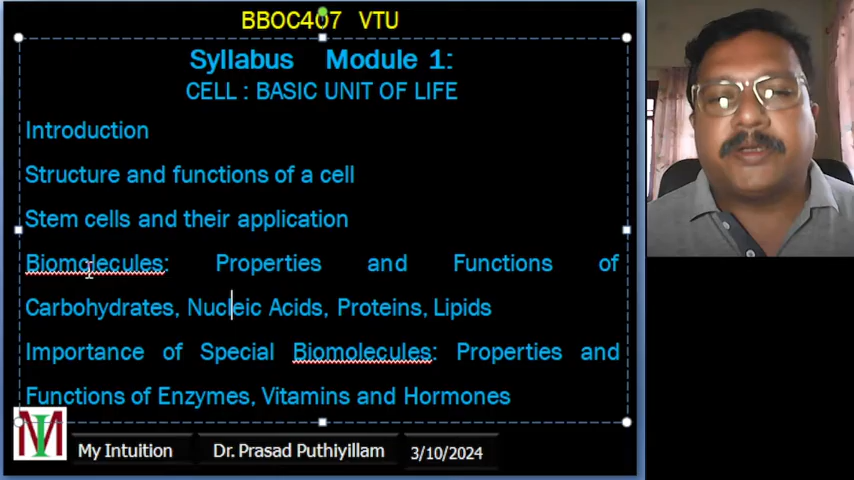 BBOC407 VTU
Syllabus Module 1:
CELL : BASIC UNIT OF LIFE
Introduction
Structure and functions of a cell
Stem cells and their application
Biomolecules: Properties and Functions of
Carbohydrates, Nucleic Acids, Proteins, Lipids
Importance of Special Biomolecules: Properties and
Functions of Enzymes, Vitamins and Hormones
MI
My Intuition Dr. Prasad Puthiyillam 3/10/2024